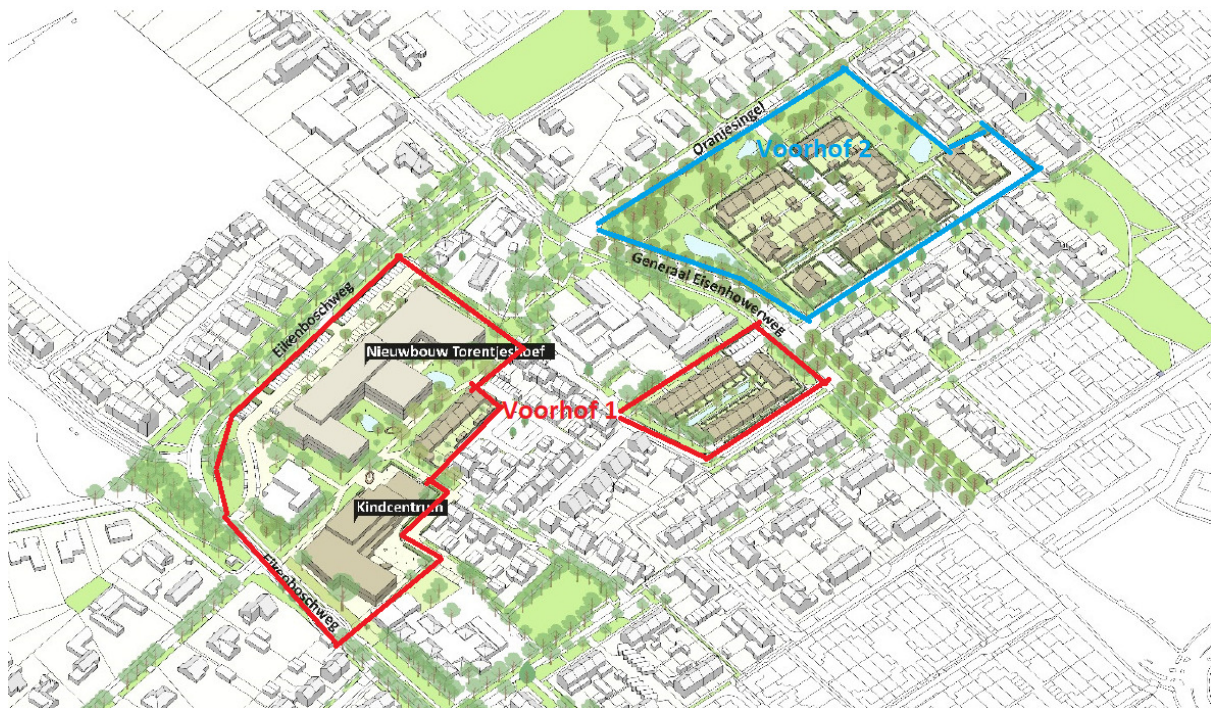 Oranjesingel
Voorhof 2
Generaal Eisenhowerweg
Eikenboschweg
Nieuwbouw Torentjeshoef
Voorhof 1
Kindcentrum
Eikenboschweg